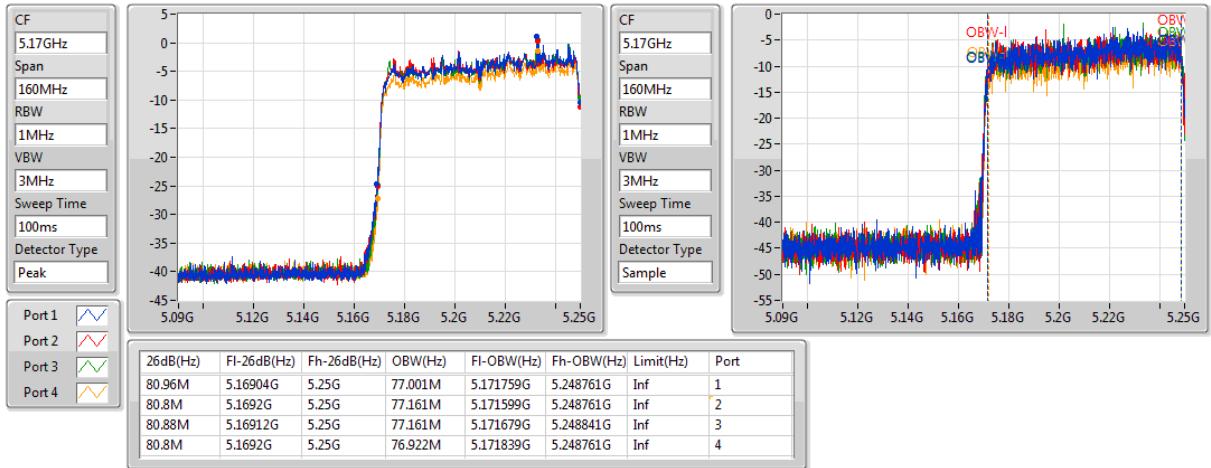 CF
5.17GHz
Span
160MHz
RBW
1MHz
VBW
3MHz
Sweep Time
100ms
Detector Type
Peak
5
0
-5
-10
-15
-20
-25
-30
-35
-40
-45
5.09G 5.12G 5.14G 5.16G 5.18G 5.2G 5.22G 5.25G
CF
5.17GHz
Span
160MHz
RBW
1MHz
VBW
3MHz
Sweep Time
100ms
Detector Type
Sample
0
-5
-10
-15
-20
-25
-30
-35
-40
-45
-50
-55
OBW-l
5.09G 5.12G 5.14G 5.16G 5.18G 5.2G 5.22G 5.25G
Port 1
Port 2
Port 3
Port 4
26dB(Hz) Fl-26dB(Hz) Fh-26dB(Hz) OBW(Hz) Fl-OBW(Hz) Fh-OBW(Hz) Limit(Hz) Port
80.96M 5.16904G 5.25G 77.001M 5.171759G 5.248761G Inf 1
80.8M 5.1692G 5.25G 77.161M 5.171599G 5.248761G Inf 2
80.88M 5.16912G 5.25G 77.161M 5.171679G 5.248841G Inf 3
80.8M 5.1692G 5.25G 76.922M 5.171839G 5.248761G Inf 4